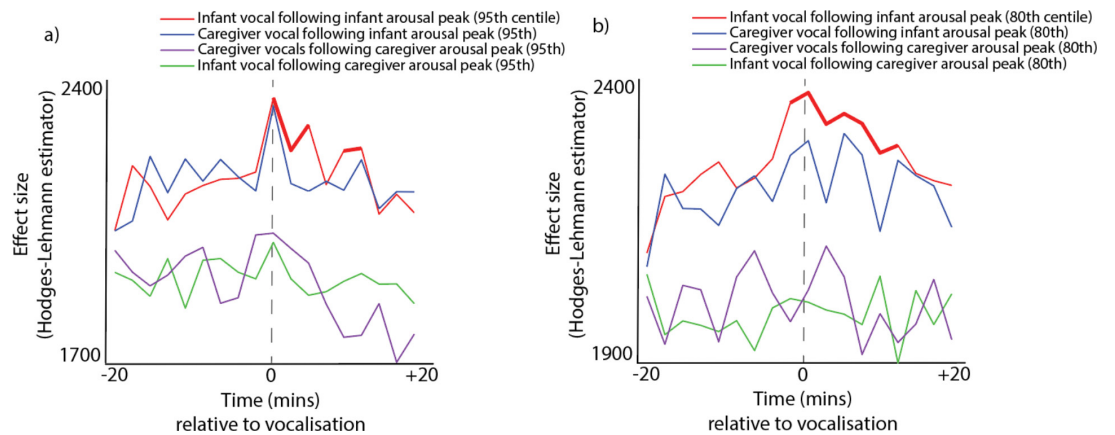 a)
Infant vocal following infant arousal peak (95th centile)
Caregiver vocal following infant arousal peak (95th)
Caregiver vocals following caregiver arousal peak (95th)
Infant vocal following caregiver arousal peak (95th)
2400
Effect size
(Hodges-Lehmann estimator)
1700
-20
0
+20
Time (mins)
relative to vocalisation
b)
Infant vocal following infant arousal peak (80th centile)
Caregiver vocal following infant arousal peak (80th)
Caregiver vocals following caregiver arousal peak (80th)
Infant vocal following caregiver arousal peak (80th)
2400
Effect size
(Hodges-Lehmann estimator)
1900
-20
0
+20
Time (mins)
relative to vocalisation